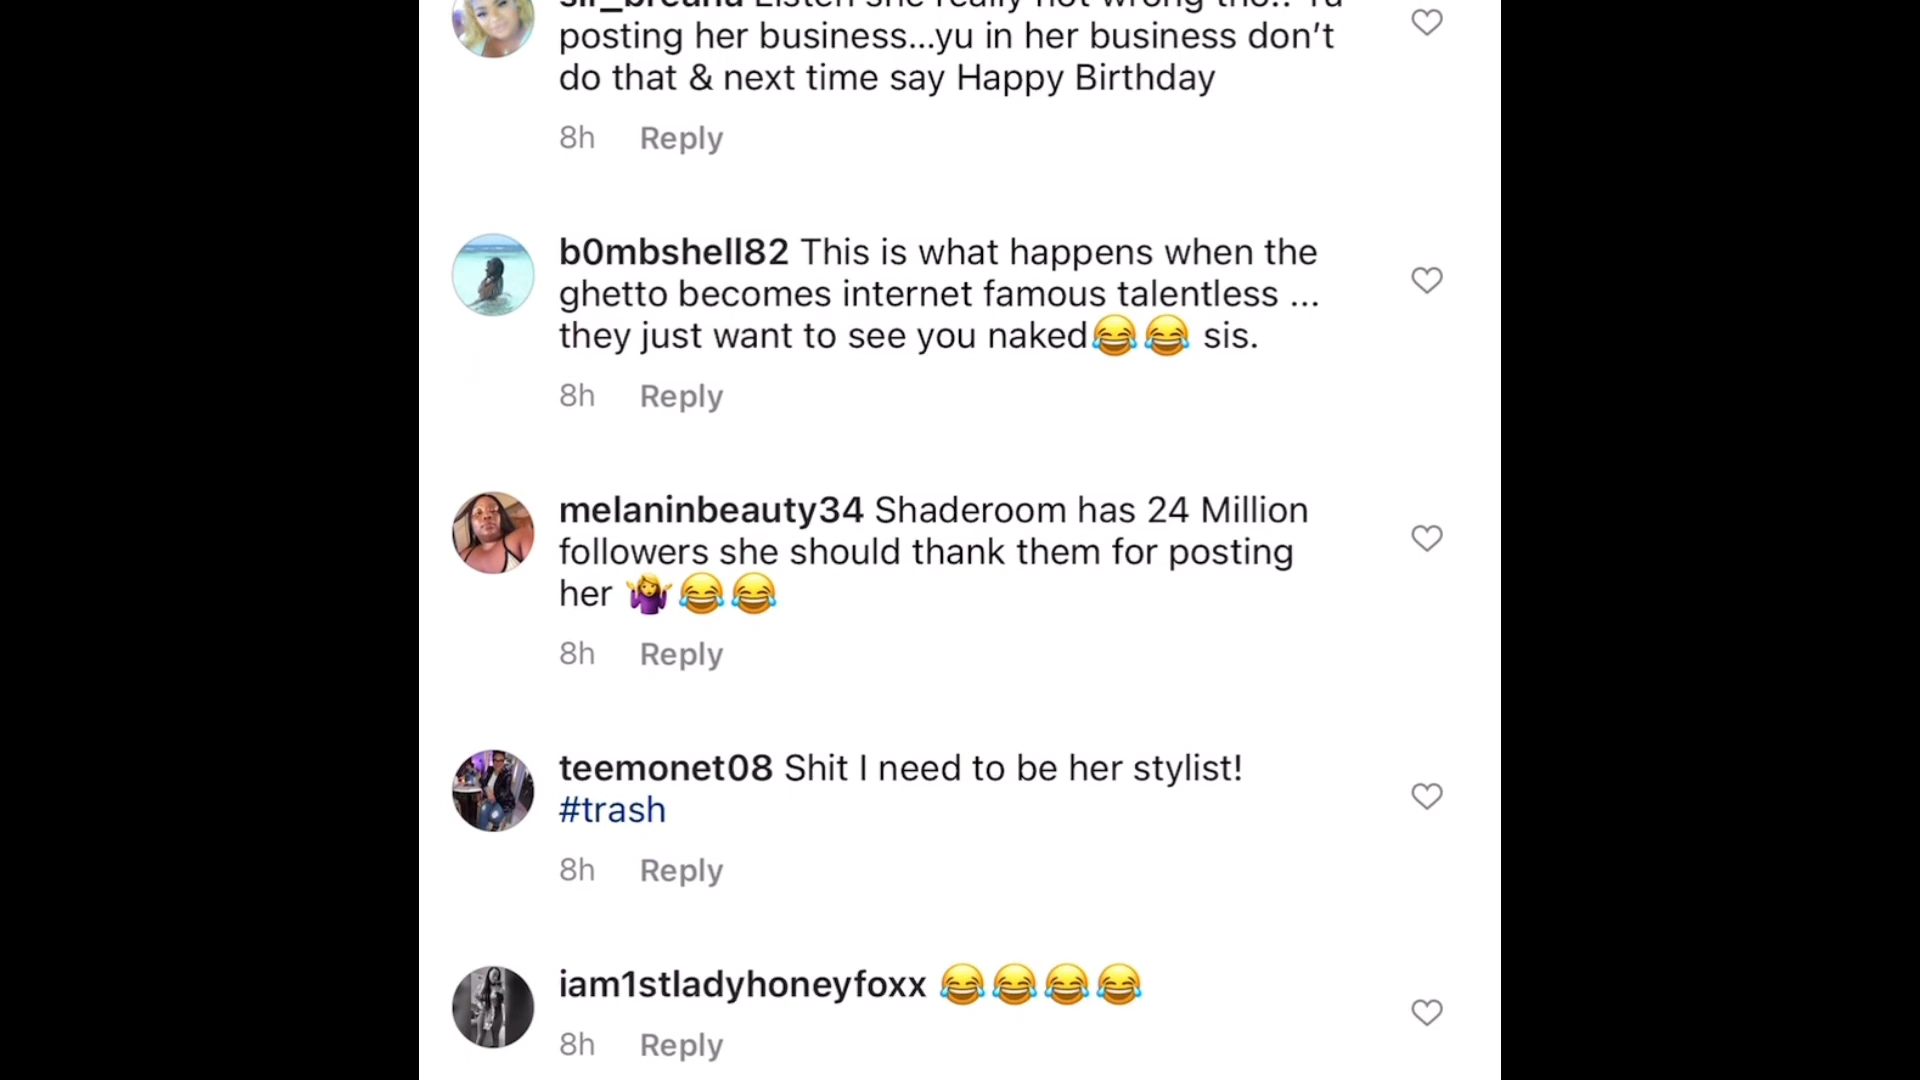 posting her business...yu in her business don't
do that & next time say Happy Birthday
8h Reply
b0mbshell82 This is what happens when the
ghetto becomes internet famous talentless ...
they just want to see you naked😂😂 sis.
8h Reply
melaninbeauty34 Shaderoom has 24 Million
followers she should thank them for posting
her 🤷‍♀️😂😂
8h Reply
teemonet08 Shit I need to be her stylist!
#trash
8h Reply
iam1stladyhoneyfoxx 😂😂😂😂
8h Reply